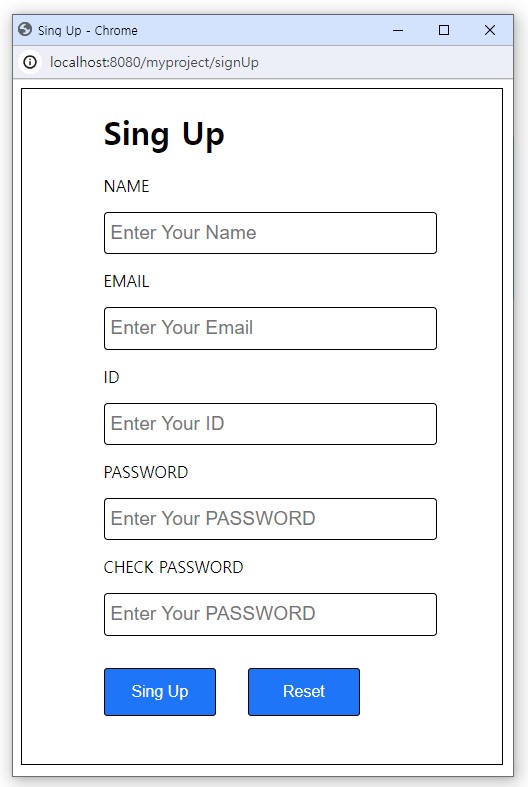 Sing Up - Chrome
localhost:8080/myproject/signUp
Sing Up
NAME
Enter Your Name
EMAIL
Enter Your Email
ID
Enter Your ID
PASSWORD
Enter Your PASSWORD
CHECK PASSWORD
Enter Your PASSWORD
Sing Up Reset